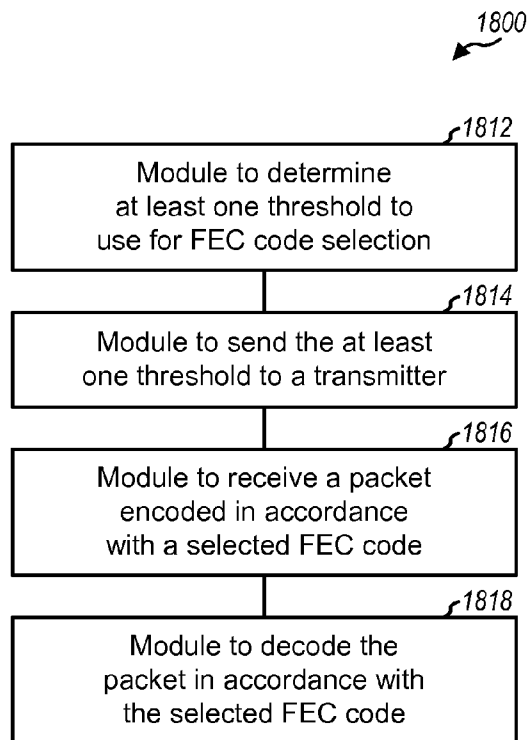 1800
1812
Module to determine
at least one threshold to
use for FEC code selection
1814
Module to send the at least
one threshold to a transmitter
1816
Module to receive a packet
encoded in accordance
with a selected FEC code
1818
Module to decode the
packet in accordance with
the selected FEC code